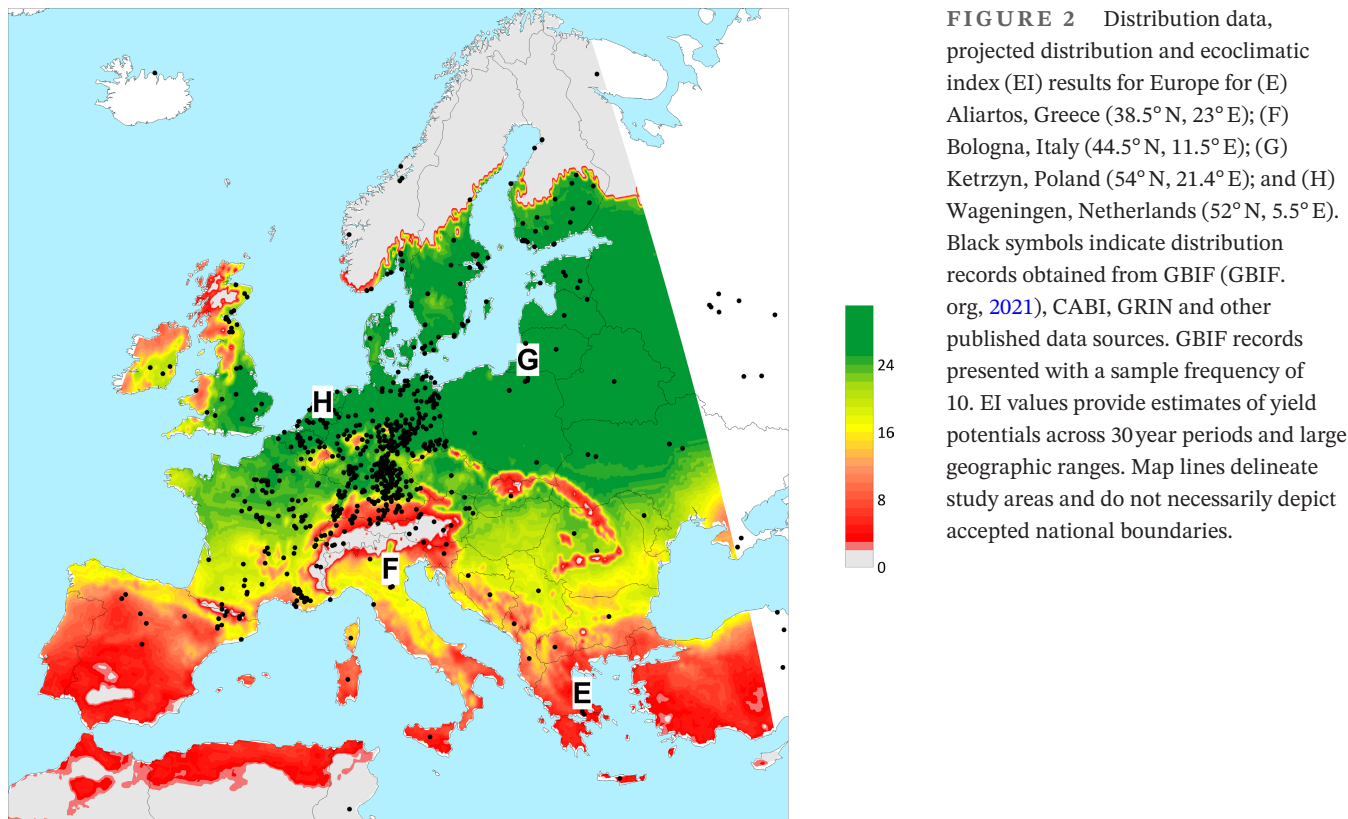 H
G
F
E
24
16
8
0
FIGURE 2 Distribution data,
projected distribution and ecoclimatic
index (EI) results for Europe for (E)
Aliartos, Greece (38.5° N, 23° E); (F)
Bologna, Italy (44.5° N, 11.5° E); (G)
Ketrzyn, Poland (54° N, 21.4° E); and (H)
Wageningen, Netherlands (52° N, 5.5° E).
Black symbols indicate distribution
records obtained from GBIF (GBIF.
org, 2021), CABI, GRIN and other
published data sources. GBIF records
presented with a sample frequency of
10. EI values provide estimates of yield
potentials across 30 year periods and large
geographic ranges. Map lines delineate
study areas and do not necessarily depict
accepted national boundaries.